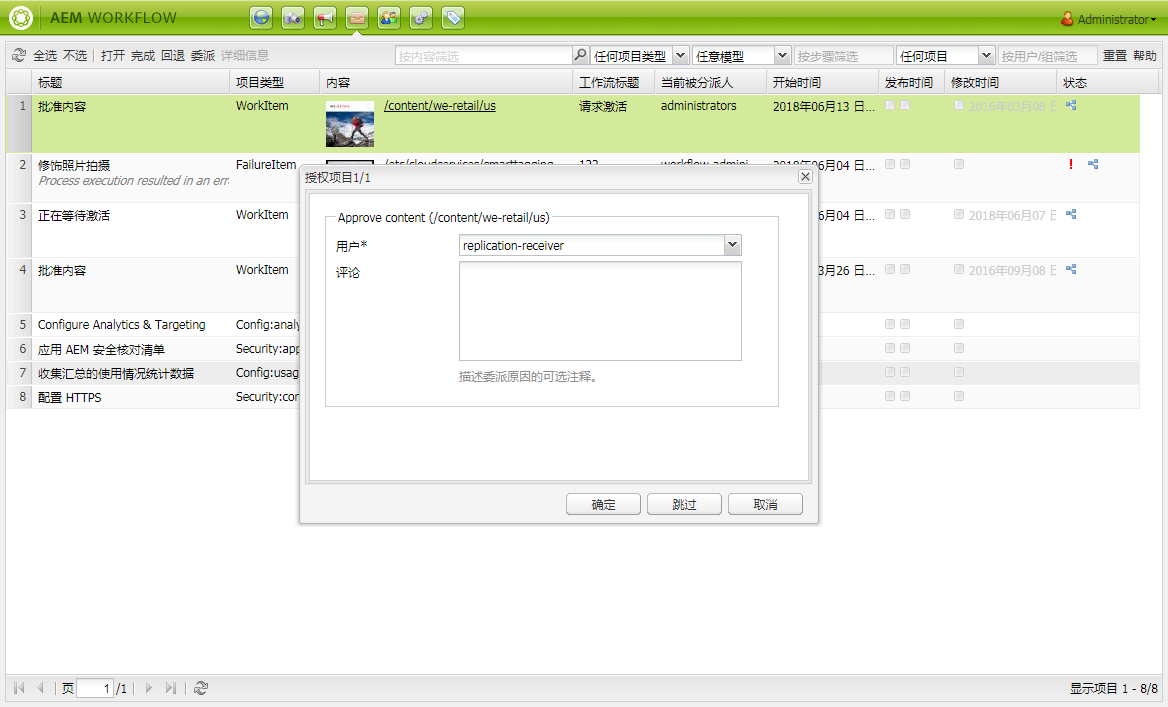 AEM WORKFLOW
Administrator
全选 不选 打开 完成 回退 委派 详细信息 按内容筛选 任何项目类型 任意模型 按步骤筛选 任何项目 按用户/组筛选 重置 帮助
标题 项目类型 内容 工作流标题 当前被分派人 开始时间 发布时间 修改时间 状态
1 批准内容 WorkItem /content/we-retail/us 请求激活 administrators 2018年06月13 日... 2016年03月08 日
2 修饰照片拍摄 FailureItem /etc/cloudservices/smarttagging 123 workflow-admini 2018年06月04 日...
Process execution resulted in an err
3 正在等待激活 WorkItem 6月04 日... 2018年06月07 日
4 批准内容 WorkItem 3月26 日... 2016年09月08 日
5 Configure Analytics & Targeting Config:analy
6 应用 AEM 安全核对清单 Security:app
7 收集汇总的使用情况统计数据 Config:usag
8 配置 HTTPS Security:cor
授权项目1/1
Approve content (/content/we-retail/us)
用户* replication-receiver
评论
描述委派原因的可选注释。
确定 跳过 取消
页 1 /1
显示项目 1 - 8/8